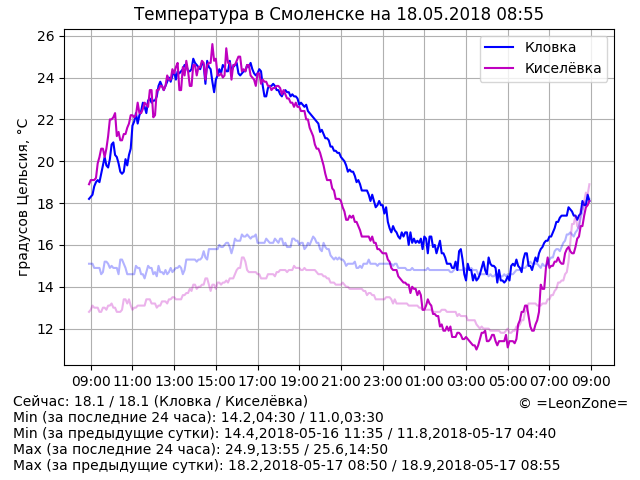 Температура в Смоленске на 18.05.2018 08:55
градусов Цельсия, °C
26
24
22
20
18
16
14
12
Кловка
Киселёвка
09:00 11:00 13:00 15:00 17:00 19:00 21:00 23:00 01:00 03:00 05:00 07:00 09:00
Сейчас: 18.1 / 18.1 (Кловка / Киселёвка)
© =LeonZone=
Min (за последние 24 часа): 14.2,04:30 / 11.0,03:30
Min (за предыдущие сутки): 14.4,2018-05-16 11:35 / 11.8,2018-05-17 04:40
Max (за последние 24 часа): 24.9,13:55 / 25.6,14:50
Max (за предыдущие сутки): 18.2,2018-05-17 08:50 / 18.9,2018-05-17 08:55